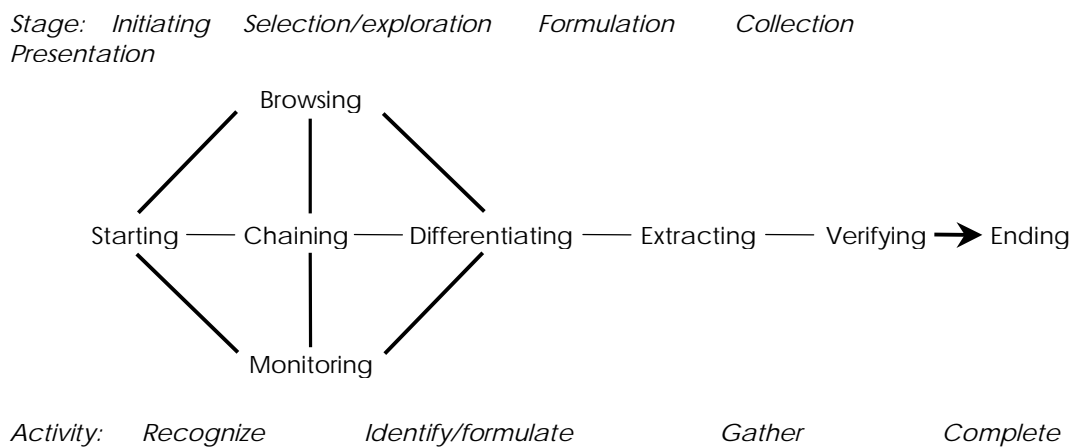 Stage: Initiating Selection/exploration Formulation Collection
Presentation
Browsing
Starting Chaining Differentiating Extracting Verifying Ending
Monitoring
Activity: Recognize Identify/formulate Gather Complete